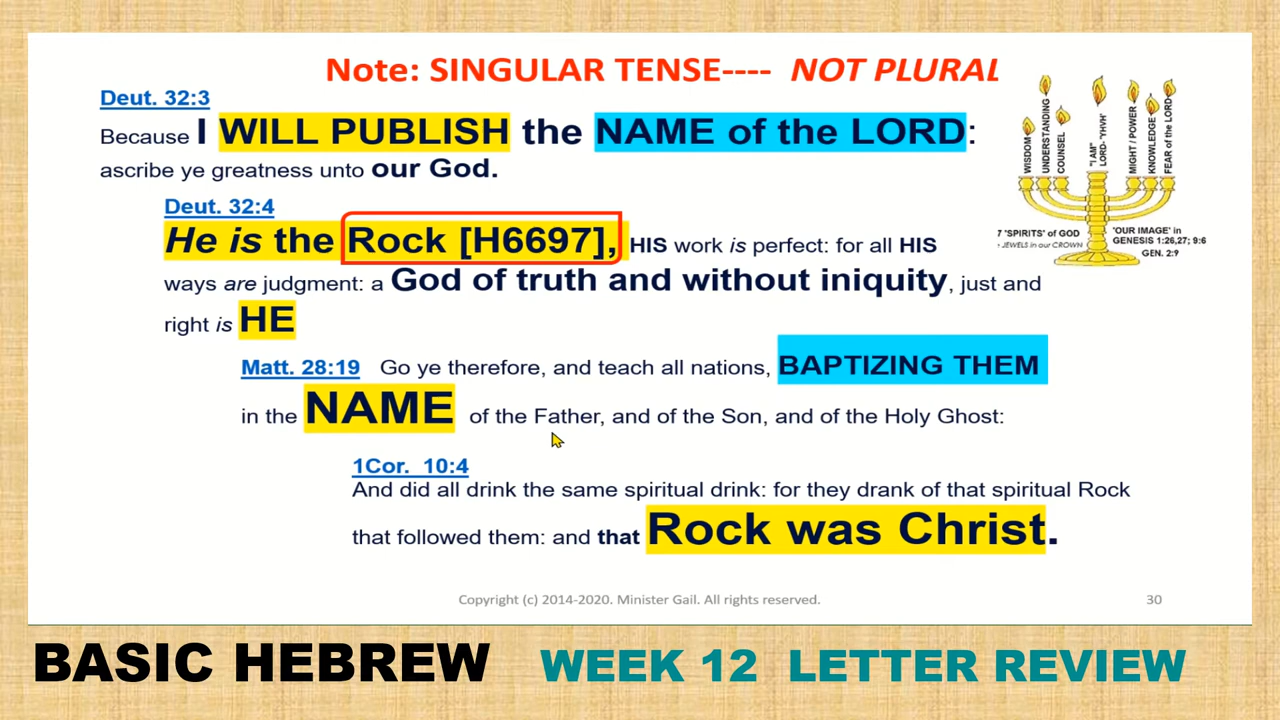 Note: SINGULAR TENSE---- NOT PLURAL
Deut. 32:3
Because I WILL PUBLISH the NAME of the LORD:
ascribe ye greatness unto our God.
Deut. 32:4
He is the Rock [H6697], HIS work is perfect: for all HIS
ways are judgment: a God of truth and without iniquity, just and
right is HE
Matt. 28:19 Go ye therefore, and teach all nations, BAPTIZING THEM
in the NAME of the Father, and of the Son, and of the Holy Ghost:
1Cor. 10:4
And did all drink the same spiritual drink: for they drank of that spiritual Rock
that followed them: and that Rock was Christ.
WISDOM
UNDERSTANDING
COUNSEL
"I AM"
LORD- 'YHVH'
MIGHT / POWER
KNOWLEDGE
FEAR of the LORD
7 'SPIRITS' of GOD
JEWELS in our CROWN
'OUR IMAGE' in
GENESIS 1:26,27; 9:6
GEN. 2:9
Copyright (c) 2014-2020. Minister Gail. All rights reserved.
30
BASIC HEBREW WEEK 12 LETTER REVIEW